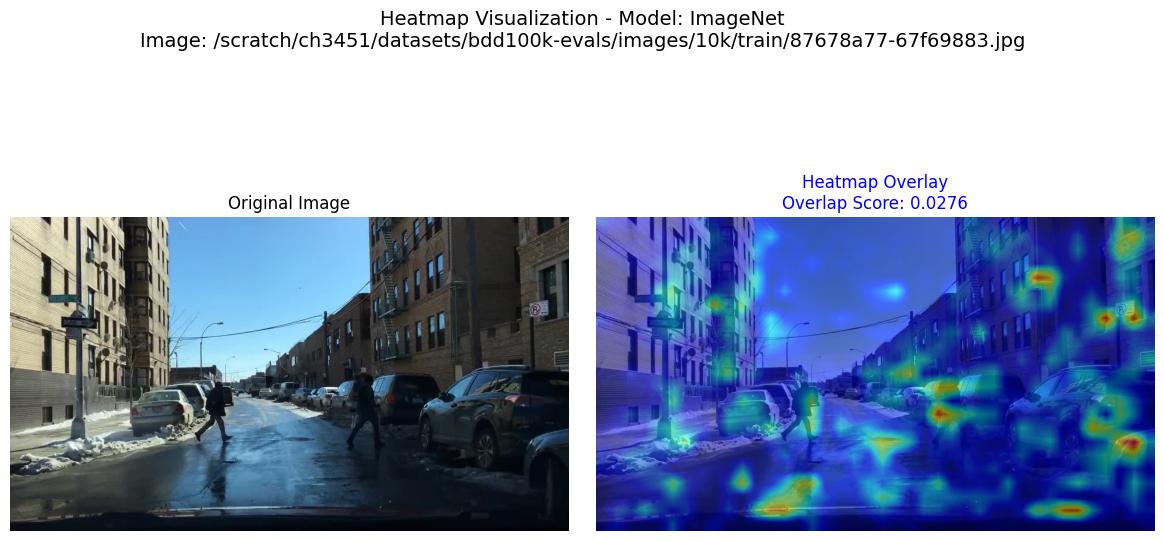 Heatmap Visualization - Model: ImageNet
Image: /scratch/ch3451/datasets/bdd100k-evals/images/10k/train/87678a77-67f69883.jpg
Original Image
Heatmap Overlay
Overlap Score: 0.0276